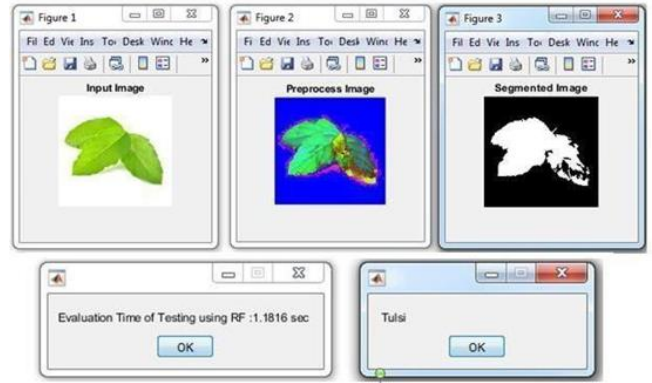 Figure 1
Fil Ed Vie Ins Too Desk Winc He
Input Image
Figure 2
Fi Ed Vie Ins To Desk Winc He
Preprocess Image
Figure 3
Fil Ed Vie Ins Too Desk Winc He
Segmented Image
Evaluation Time of Testing using RF :1.1816 sec
OK
Tulsi
OK